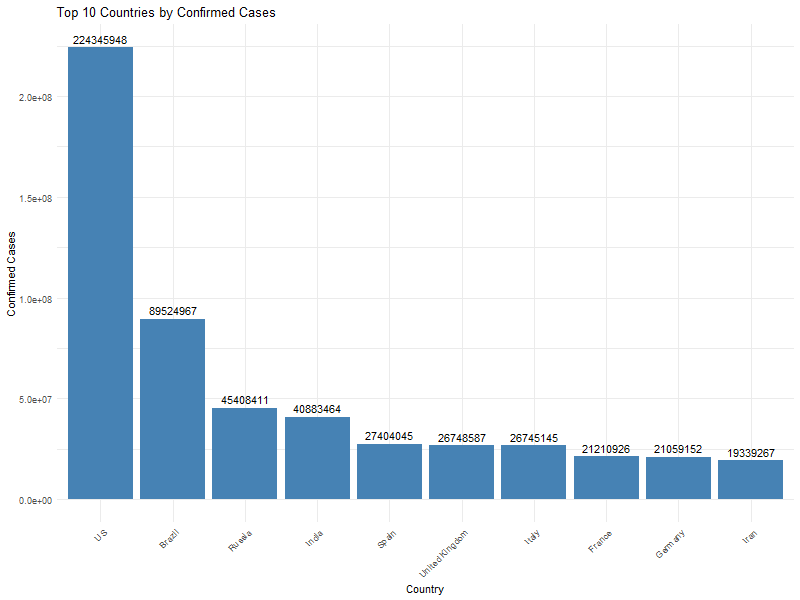 Top 10 Countries by Confirmed Cases
224345948
89524967
45408411
40883464
27404045
26748587
26745145
21210926
21059152
19339267
2.0e+08
1.5e+08
1.0e+08
5.0e+07
0.0e+00
Confirmed Cases
US
Brazil
Russia
India
Spain
United Kingdom
Italy
France
Germany
Iran
Country